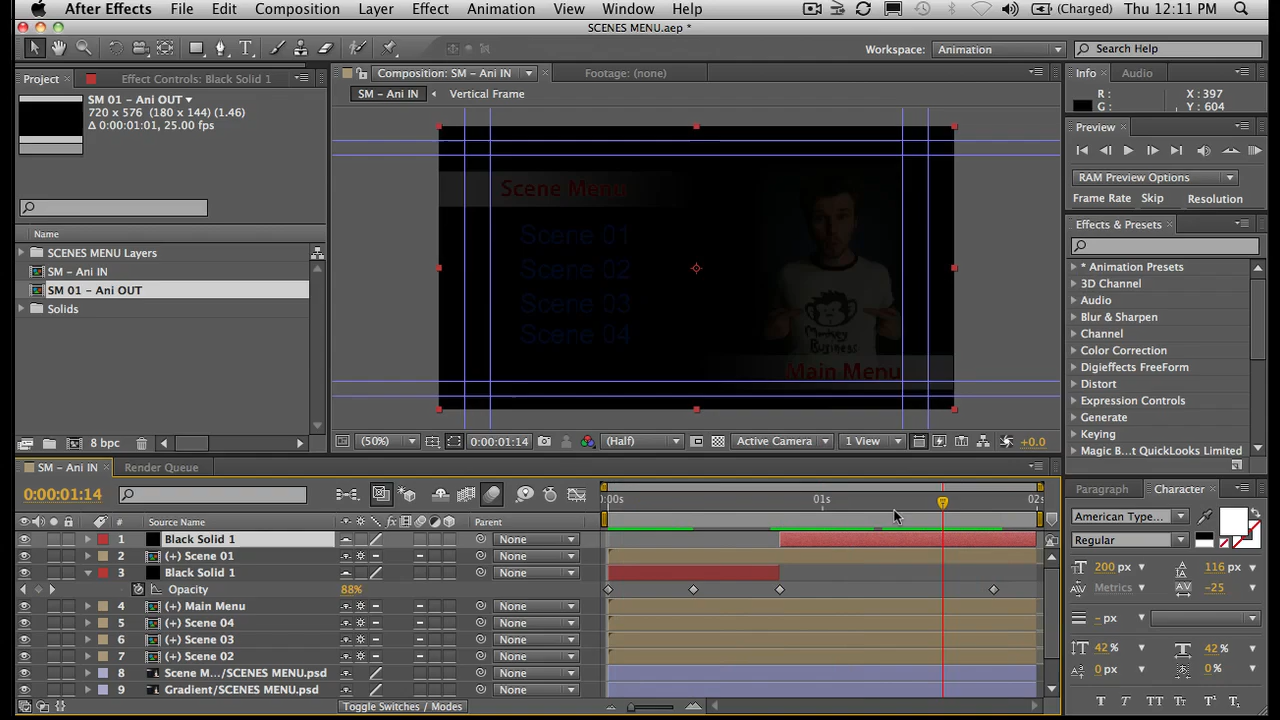 After Effects File Edit Composition Layer Effect Animation View Window Help (Charged) Thu 12:11 PM
SCENES MENU.aep *
Workspace: Animation Search Help
Project Effect Controls: Black Solid 1
SM 01 – Ani OUT
720 x 576 (180 x 144) (1.46)
Δ 0:00:01:01, 25.00 fps
Name
SCENES MENU Layers
SM – Ani IN
SM 01 – Ani OUT
Solids
8 bpc
Composition: SM – Ani IN Footage: (none)
SM – Ani IN Vertical Frame
Scene Menu
Scene 01
Scene 02
Scene 03
Scene 04
Monkey
Business
Main Menu
(50%) 0:00:01:14 (Half) Active Camera 1 View +0.0
Info Audio
R : X : 397
G : Y : 604
Preview
RAM Preview Options
Frame Rate Skip Resolution
Effects & Presets
* Animation Presets
3D Channel
Audio
Blur & Sharpen
Channel
Color Correction
Digieffects FreeForm
Distort
Expression Controls
Generate
Keying
Magic B...t QuickLooks Limited
SM – Ani IN Render Queue
0:00:01:14
:00s 01s 02s
# Source Name Parent
1 Black Solid 1 None
2 (+) Scene 01 None
3 Black Solid 1 None
Opacity 88%
4 (+) Main Menu None
5 (+) Scene 04 None
6 (+) Scene 03 None
7 (+) Scene 02 None
8 Scene M.../SCENES MENU.psd None
9 Gradient/SCENES MENU.psd None
Toggle Switches / Modes
Paragraph Character
American Type...
Regular
200 px 116 px
Metrics -25
– px
42 % 42 %
0 px 0 %
T T TT Tт T¹ T,